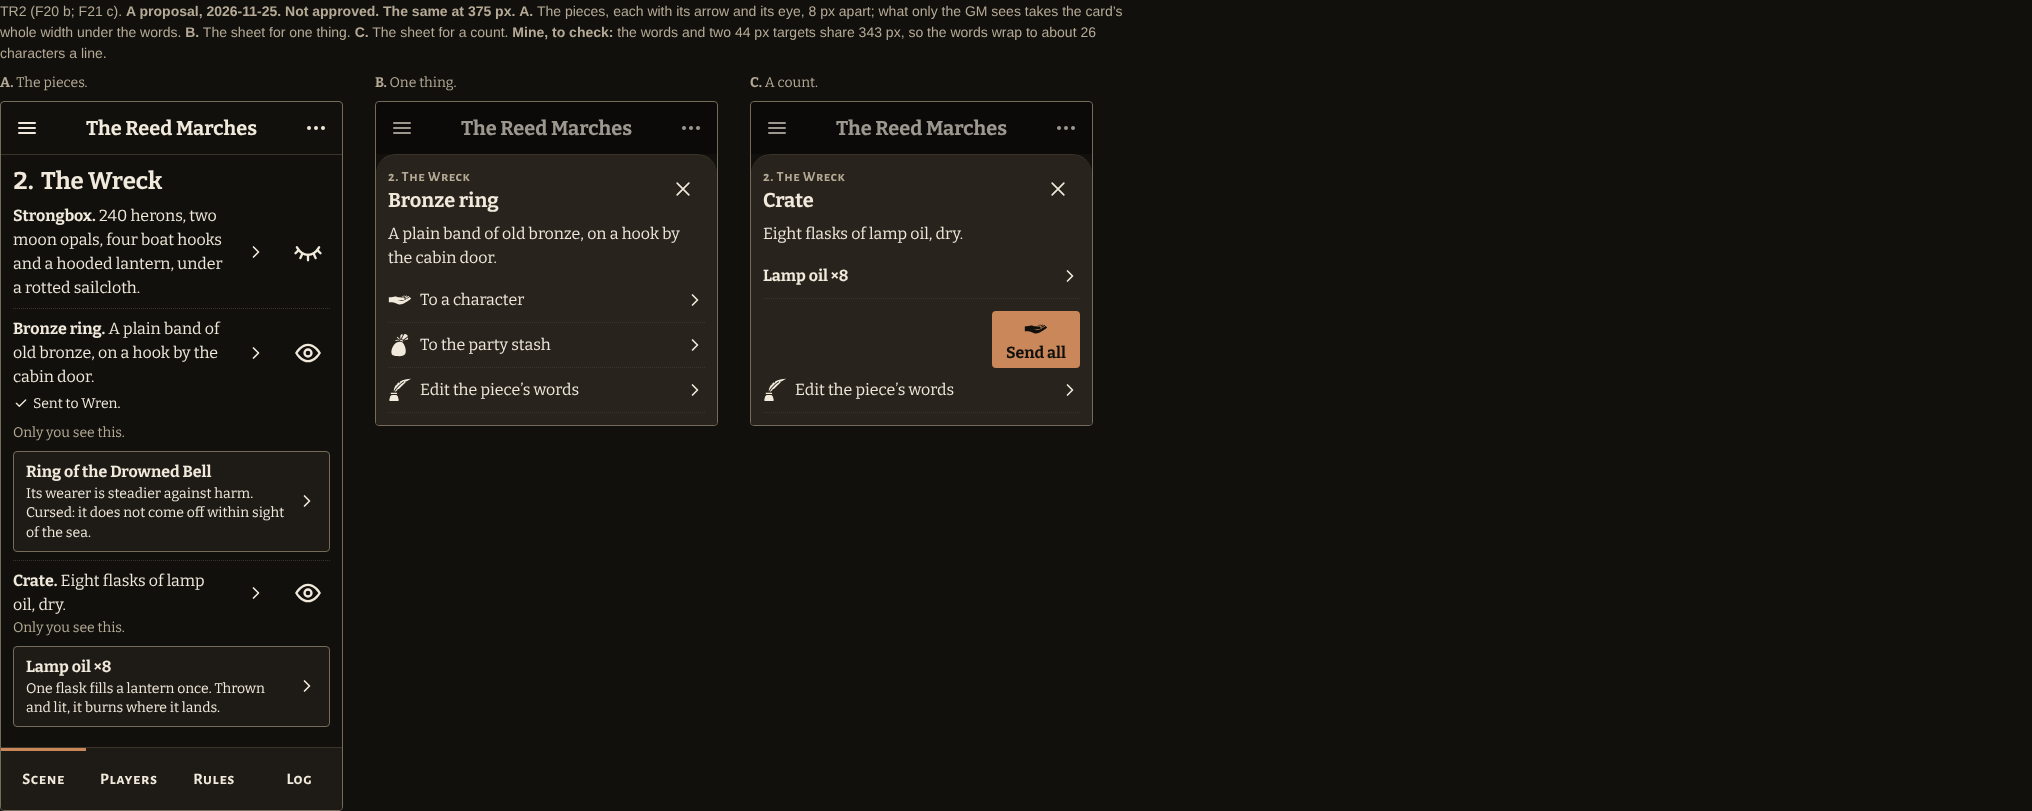 TR2 (F20 b; F21 c). A proposal, 2026-11-25. Not approved. The same at 375 px. A. The pieces, each with its arrow and its eye, 8 px apart; what only the GM sees takes the card's
whole width under the words. B. The sheet for one thing. C. The sheet for a count. Mine, to check: the words and two 44 px targets share 343 px, so the words wrap to about 26
characters a line.
A. The pieces.
The Reed Marches
2. The Wreck
Strongbox. 240 herons, two
moon opals, four boat hooks
and a hooded lantern, under
a rotted sailcloth.
Bronze ring. A plain band of
old bronze, on a hook by the
cabin door.
Sent to Wren.
Only you see this.
Ring of the Drowned Bell
Its wearer is steadier against harm.
Cursed: it does not come off within sight
of the sea.
Crate. Eight flasks of lamp
oil, dry.
Only you see this.
Lamp oil ×8
One flask fills a lantern once. Thrown
and lit, it burns where it lands.
Scene Players Rules Log
B. One thing.
The Reed Marches
2. The Wreck
Bronze ring
A plain band of old bronze, on a hook by
the cabin door.
To a character
To the party stash
Edit the piece's words
C. A count.
The Reed Marches
2. The Wreck
Crate
Eight flasks of lamp oil, dry.
Lamp oil ×8
Send all
Edit the piece's words